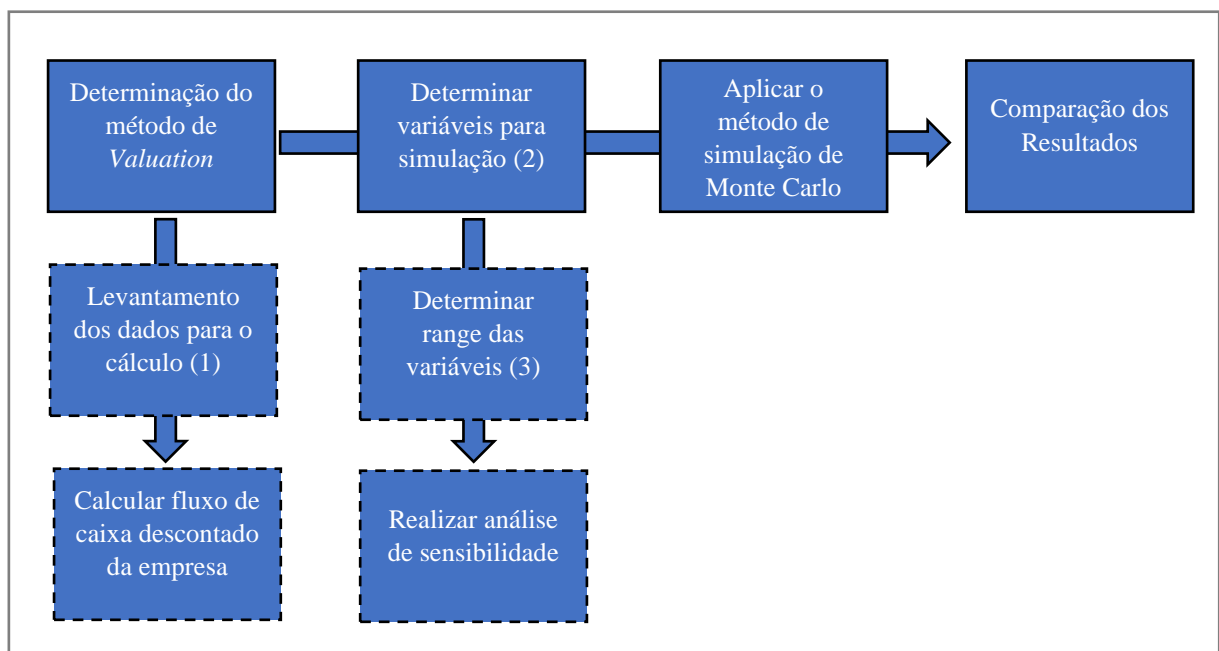 Determinação do
método de
Valuation
Determinar
variáveis para
simulação (2)
Aplicar o
método de
simulação de
Monte Carlo
Comparação dos
Resultados
Levantamento
dos dados para o
cálculo (1)
Determinar
range das
variáveis (3)
Calcular fluxo de
caixa descontado
da empresa
Realizar análise
de sensibilidade